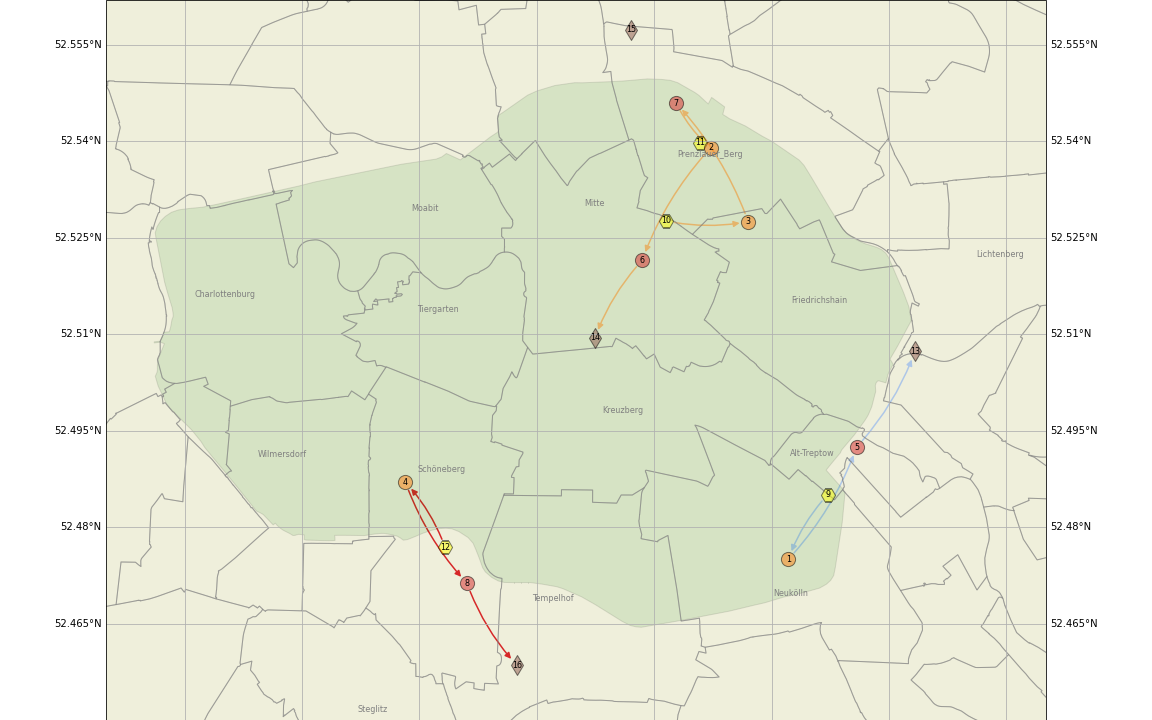 15
52.555°N 52.555°N
7
52.54°N 11 2 52.54°N
Prenzlauer_Berg
Mitte
Moabit
10 3
52.525°N 52.525°N
Lichtenberg
6
Charlottenburg
Friedrichshain
Tiergarten
52.51°N 14 52.51°N
13
Kreuzberg
52.495°N 52.495°N
5
Wilmersdorf Alt-Treptow
Schöneberg
4
9
52.48°N 52.48°N
12
1
8
Neukölln
Tempelhof
52.465°N 52.465°N
16
Steglitz